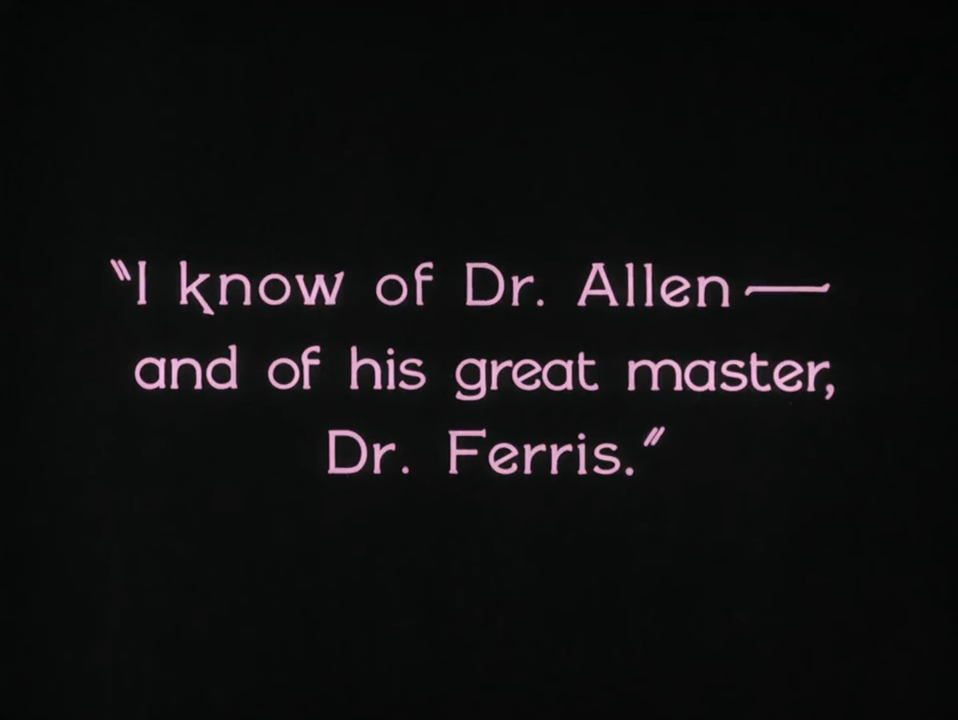 "I know of Dr. Allen—
and of his great master,
Dr. Ferris."